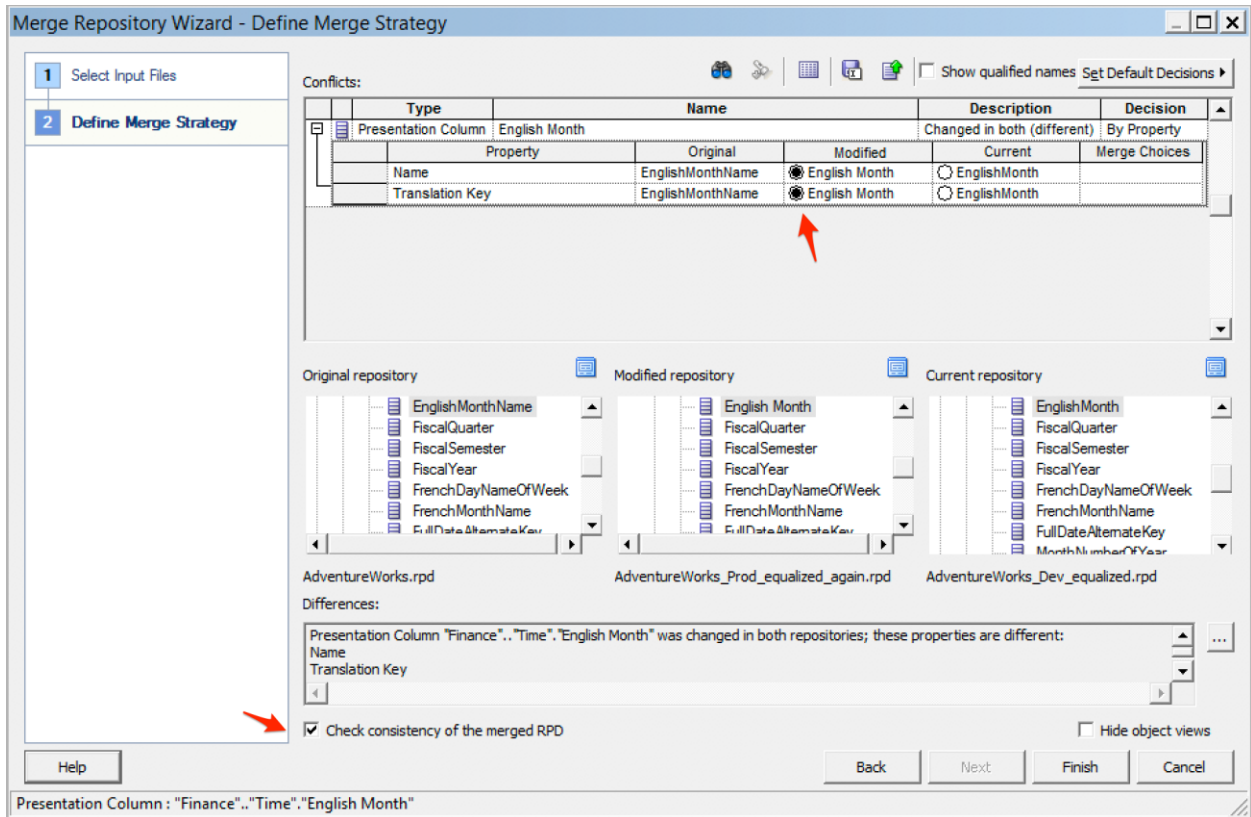 Merge Repository Wizard - Define Merge Strategy
1 Select Input Files
2 Define Merge Strategy
Conflicts:
Show qualified names
Set Default Decisions
Type Name Description Decision
Presentation Column English Month Changed in both (different) By Property
Property Original Modified Current Merge Choices
Name EnglishMonthName English Month EnglishMonth
Translation Key EnglishMonthName English Month EnglishMonth
Original repository
EnglishMonthName
FiscalQuarter
FiscalSemester
FiscalYear
FrenchDayNameOfWeek
FrenchMonthName
FullDateAlternateKey
AdventureWorks.rpd
Modified repository
English Month
FiscalQuarter
FiscalSemester
FiscalYear
FrenchDayNameOfWeek
FrenchMonthName
FullDateAlternateKey
AdventureWorks_Prod_equalized_again.rpd
Current repository
EnglishMonth
FiscalQuarter
FiscalSemester
FiscalYear
FrenchDayNameOfWeek
FrenchMonthName
FullDateAlternateKey
MonthNumberOfYear
AdventureWorks_Dev_equalized.rpd
Differences:
Presentation Column "Finance".."Time"."English Month" was changed in both repositories; these properties are different:
Name
Translation Key
...
Check consistency of the merged RPD
Hide object views
Help Back Next Finish Cancel
Presentation Column : "Finance".."Time"."English Month"